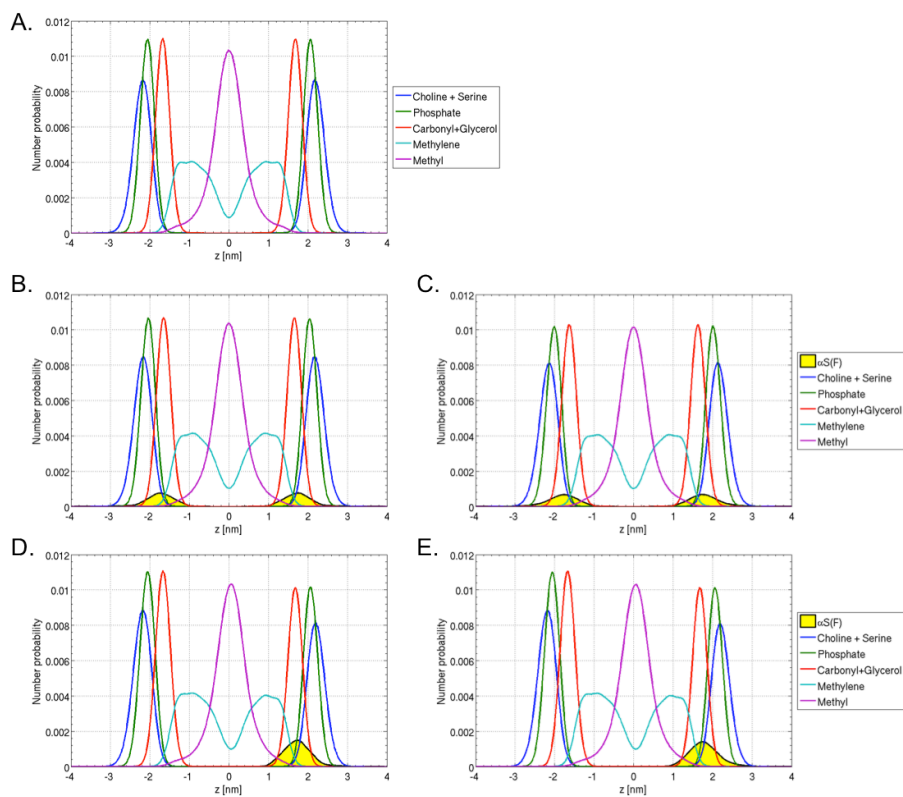 A.
0.012
0.01
0.008
0.006
0.004
0.002
0
Number probability
-4 -3 -2 -1 0 1 2 3 4
z [nm]
Choline + Serine
Phosphate
Carbonyl+Glycerol
Methylene
Methyl
B.
0.012
0.01
0.008
0.006
0.004
0.002
0
Number probability
-4 -3 -2 -1 0 1 2 3 4
z [nm]
C.
0.012
0.01
0.008
0.006
0.004
0.002
0
Number probability
-4 -3 -2 -1 0 1 2 3 4
z [nm]
αS(F)
Choline + Serine
Phosphate
Carbonyl+Glycerol
Methylene
Methyl
D.
0.012
0.01
0.008
0.006
0.004
0.002
0
Number probability
-4 -3 -2 -1 0 1 2 3 4
z [nm]
E.
0.012
0.01
0.008
0.006
0.004
0.002
0
Number probability
-4 -3 -2 -1 0 1 2 3 4
z [nm]
αS(F)
Choline + Serine
Phosphate
Carbonyl+Glycerol
Methylene
Methyl